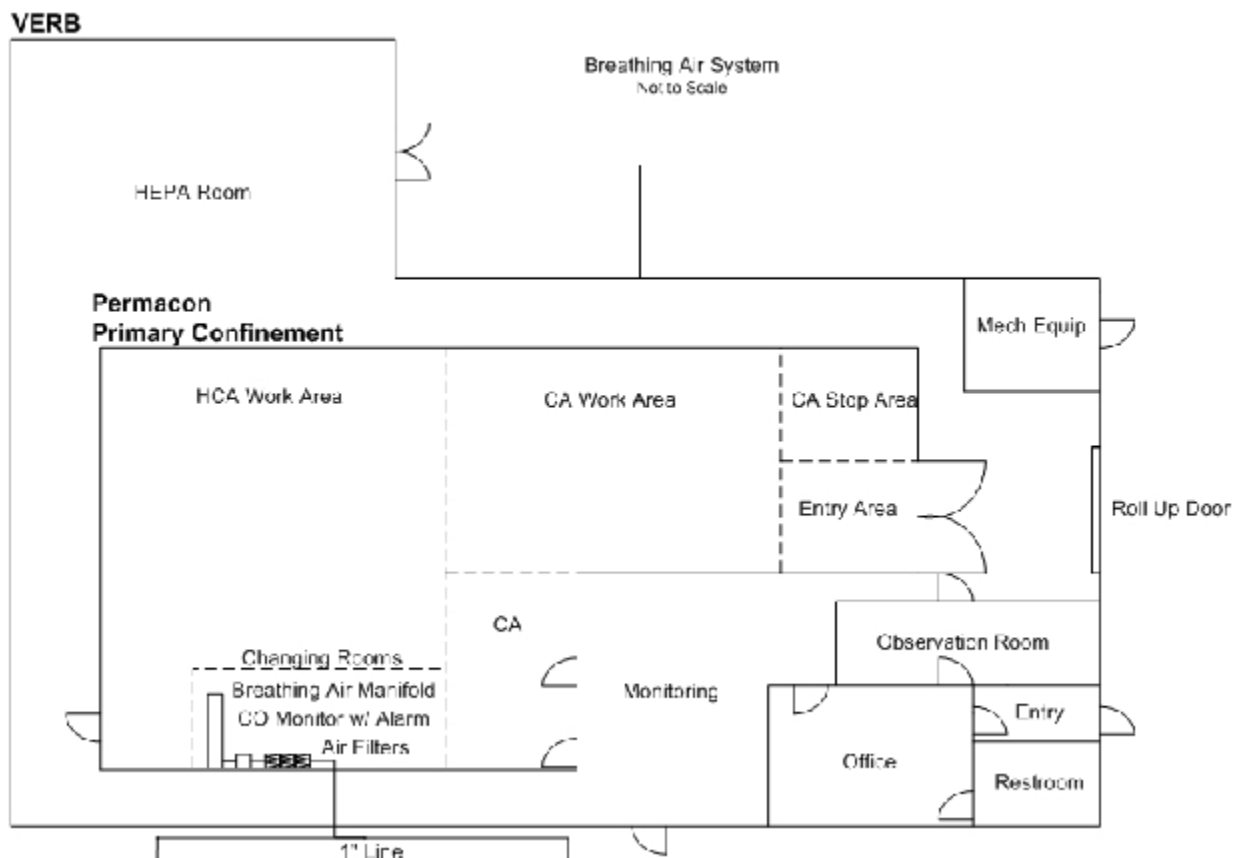 VERB
Breathing Air System
Not to Scale
HEPA Room
Permacon
Primary Confinement
Mech Equip
HCA Work Area
CA Work Area
CA Stop Area
Entry Area
Roll Up Door
CA
Observation Room
Changing Rooms
Breathing Air Manifold
Monitoring
CO Monitor w/ Alarm
Entry
Air Filters
Office
Restroom
1" Line